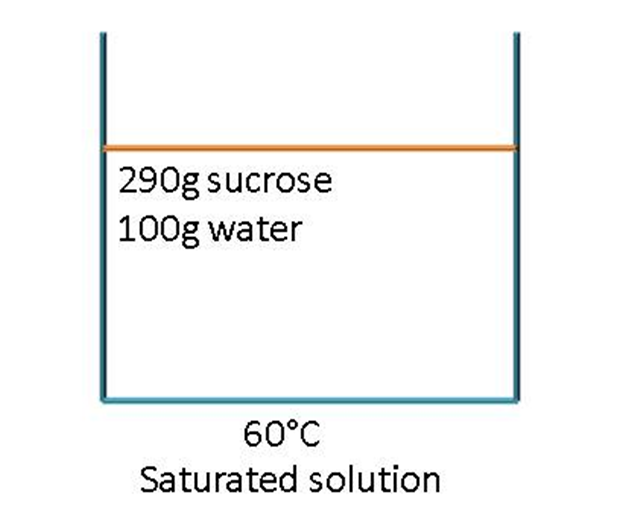 290g sucrose
100g water
60°C
Saturated solution